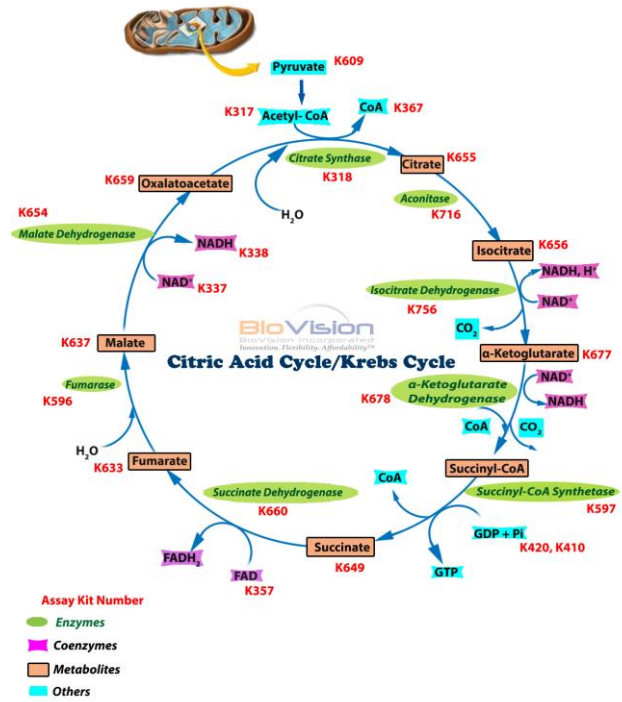 Pyruvate
K609
K317
Acetyl- CoA
CoA
K367
Citrate Synthase
K318
Citrate
K655
K659
Oxalatoacetate
Aconitase
K716
H2O
K654
Malate Dehydrogenase
NADH
K338
NAD+
K337
Isocitrate
K656
Isocitrate Dehydrogenase
K756
NADH, H+
NAD+
CO2
BioVision
BioVision Incorporated
Innovation, Flexibility, Affordability™
Citric Acid Cycle/Krebs Cycle
K637
Malate
α-Ketoglutarate
K677
Fumarase
K596
K678
α-Ketoglutarate
Dehydrogenase
NAD+
NADH
CoA
CO2
H2O
K633
Fumarate
Succinyl-CoA
CoA
Succinate Dehydrogenase
K660
Succinyl-CoA Synthetase
K597
GDP + Pi
K420, K410
GTP
Succinate
K649
FADH2
FAD
K357
Assay Kit Number
Enzymes
Coenzymes
Metabolites
Others